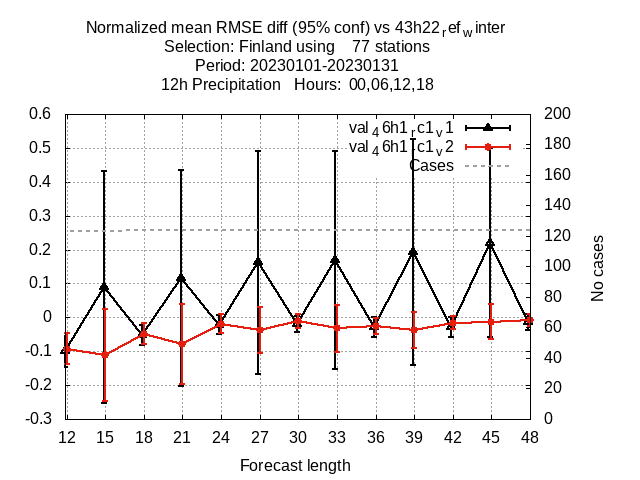 Normalized mean RMSE diff (95% conf) vs 43h22refwinter
Selection: Finland using 77 stations
Period: 20230101-20230131
12h Precipitation Hours: 00,06,12,18
val46h1rc1v1
val46h1rc1v2
Cases
0.6
0.5
0.4
0.3
0.2
0.1
0
-0.1
-0.2
-0.3
200
180
160
140
120
100
80
60
40
20
0
No cases
12 15 18 21 24 27 30 33 36 39 42 45 48
Forecast length